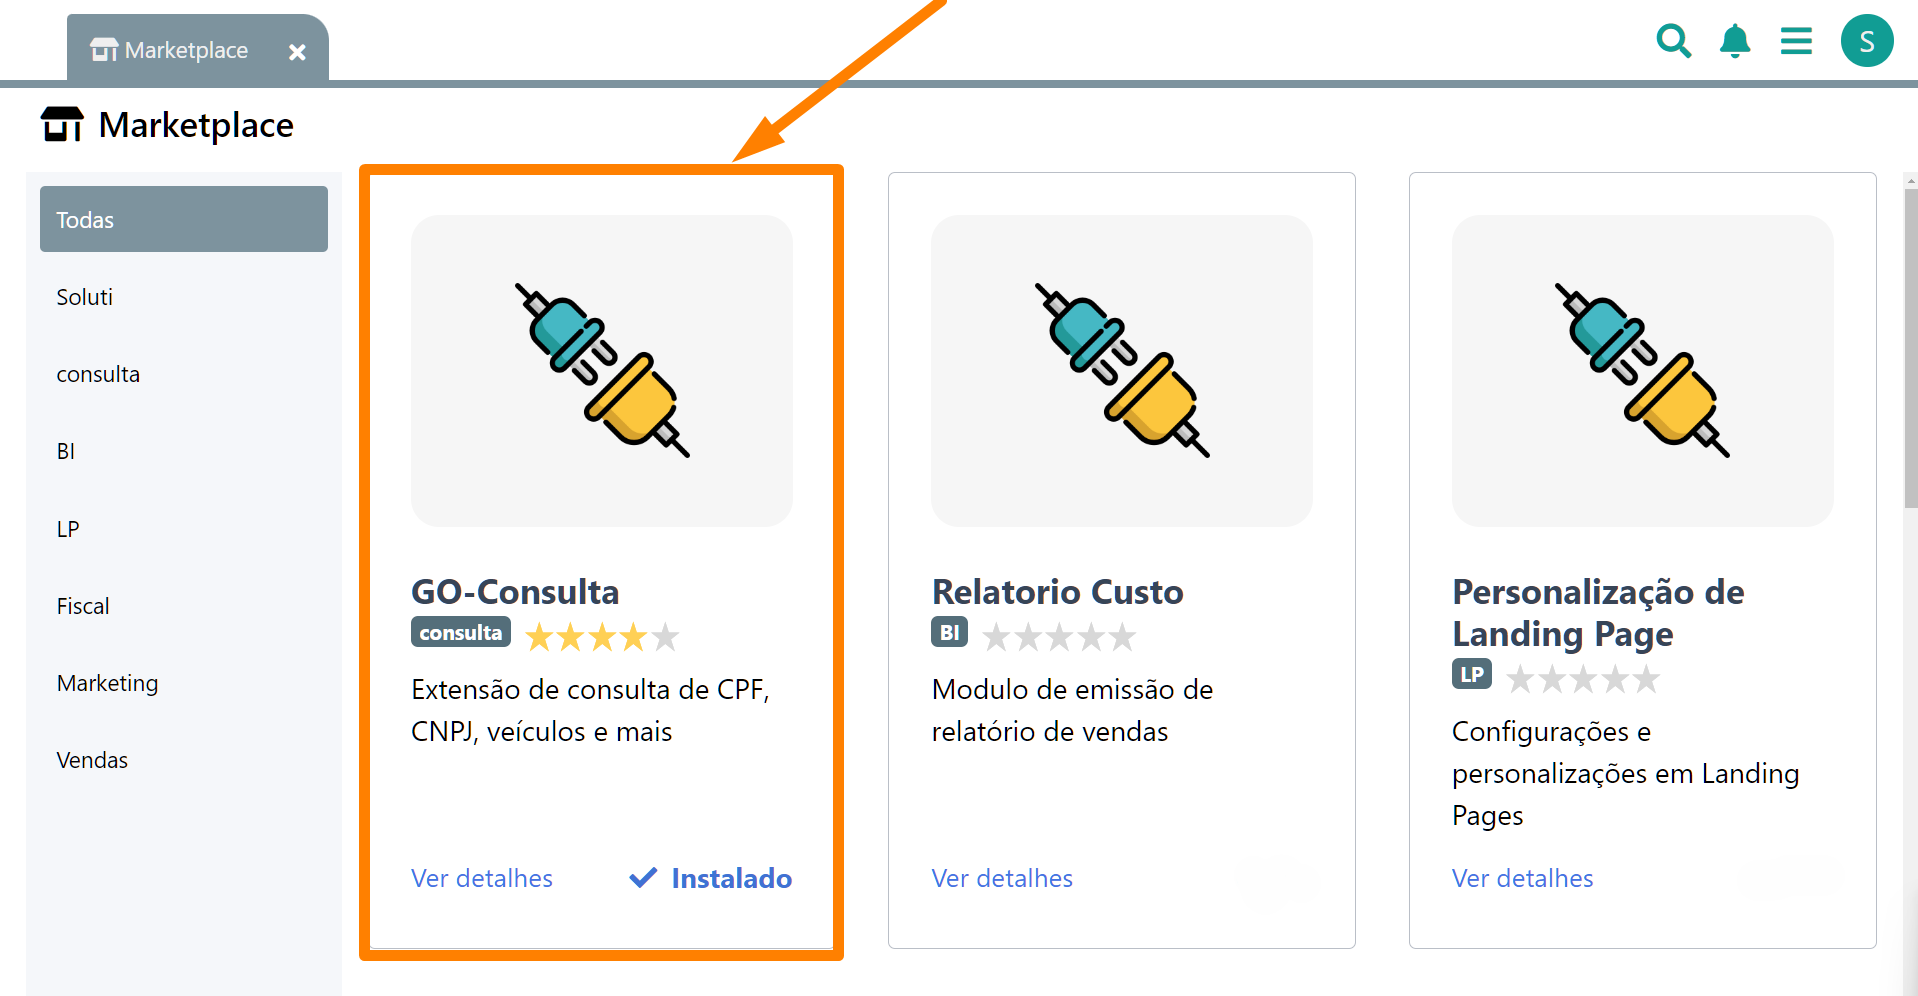 Marketplace
S
Marketplace
Todas
Soluti
consulta
BI
LP
Fiscal
Marketing
Vendas
GO-Consulta
consulta
Extensão de consulta de CPF,
CNPJ, veículos e mais
Ver detalhes
Instalado
Relatorio Custo
BI
Modulo de emissão de
relatório de vendas
Ver detalhes
Personalização de
Landing Page
LP
Configurações e
personalizações em Landing
Pages
Ver detalhes